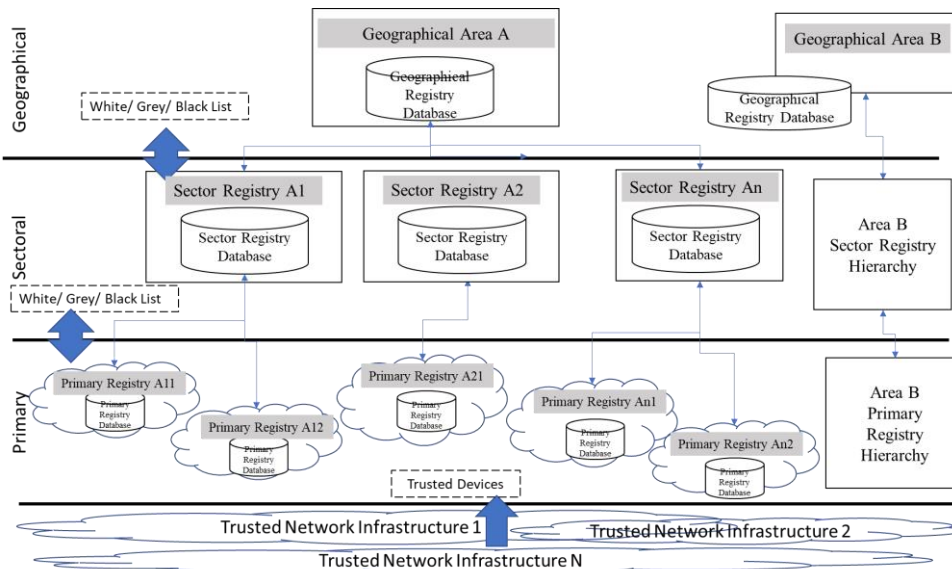 Geographical
Geographical Area A
Geographical
Registry
Database
Geographical Area B
Geographical
Registry Database
White/ Grey/ Black List
Sectoral
Sector Registry A1
Sector Registry
Database
Sector Registry A2
Sector Registry
Database
Sector Registry An
Sector Registry
Database
Area B
Sector Registry
Hierarchy
White/ Grey/ Black List
Primary
Primary Registry A11
Primary
Registry
Database
Primary Registry A12
Primary
Registry
Database
Primary Registry A21
Primary
Registry
Database
Primary Registry An1
Primary
Registry
Database
Primary Registry An2
Primary
Registry
Database
Area B
Primary
Registry
Hierarchy
Trusted Devices
Trusted Network Infrastructure 1
Trusted Network Infrastructure 2
Trusted Network Infrastructure N